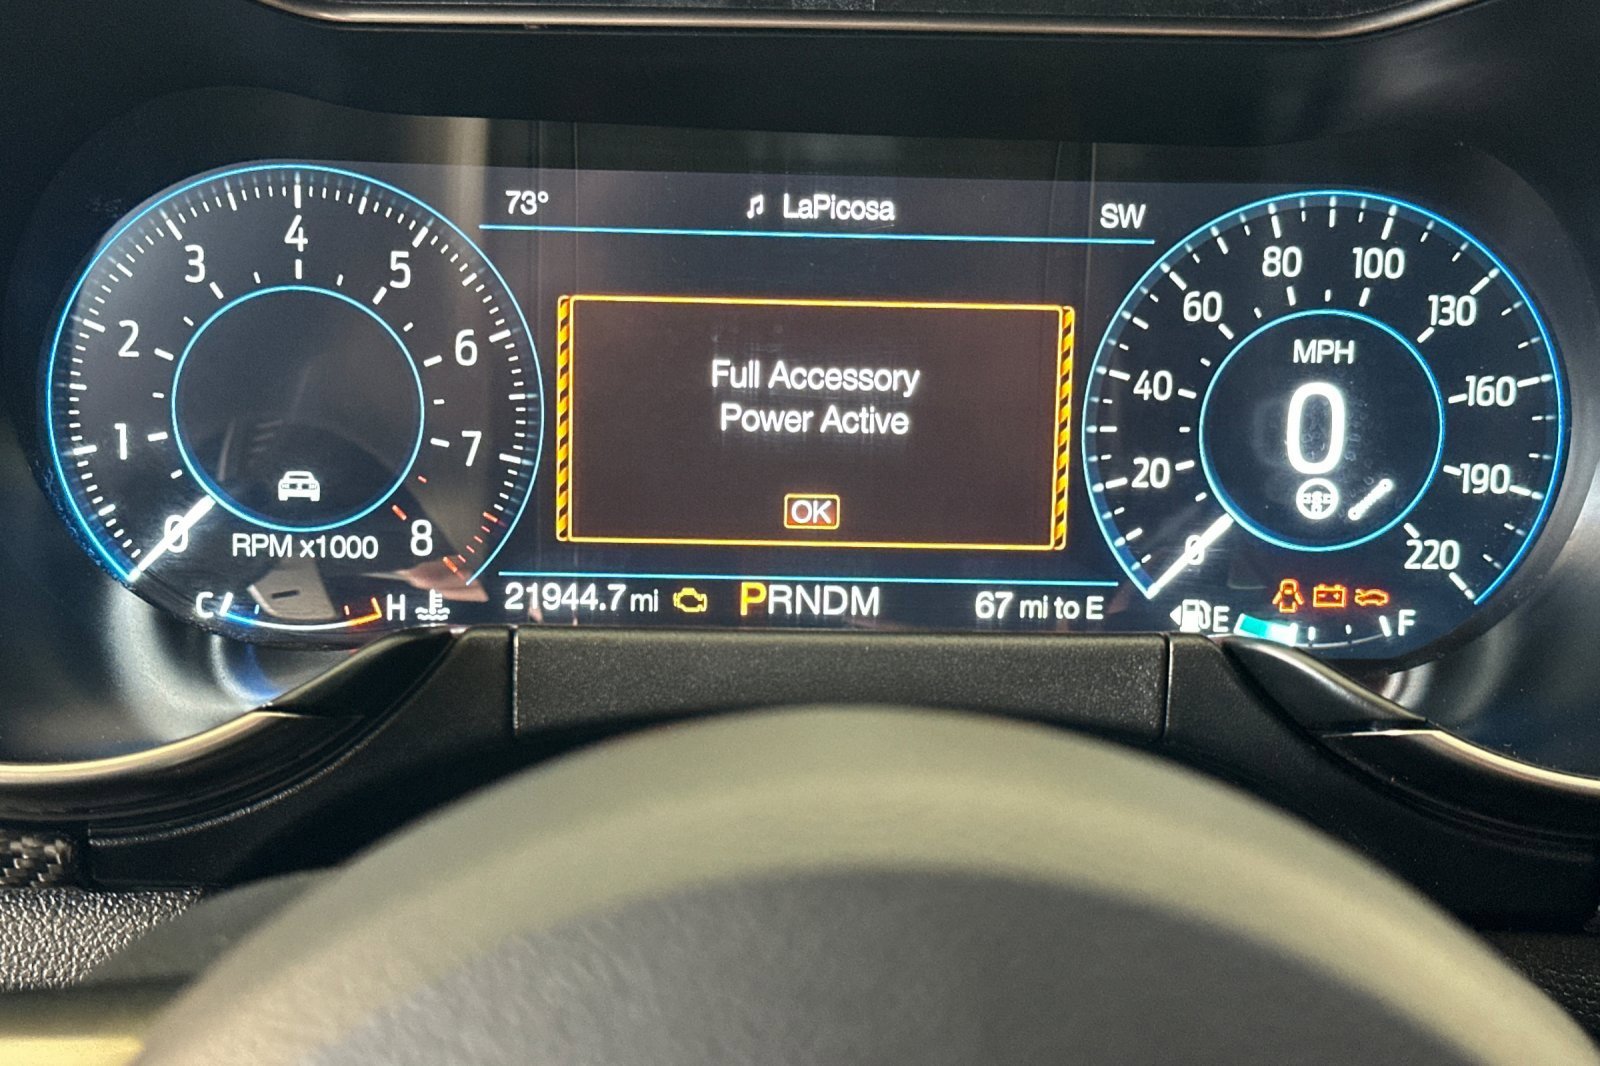 73°
LaPicosa
SW
Full Accessory
Power Active
OK
0
1
2
3
4
5
6
7
8
RPM x1000
C
H
21944.7 mi
PRNDM
67 mi to E
MPH
0
0
20
40
60
80
100
130
160
190
220
E
F